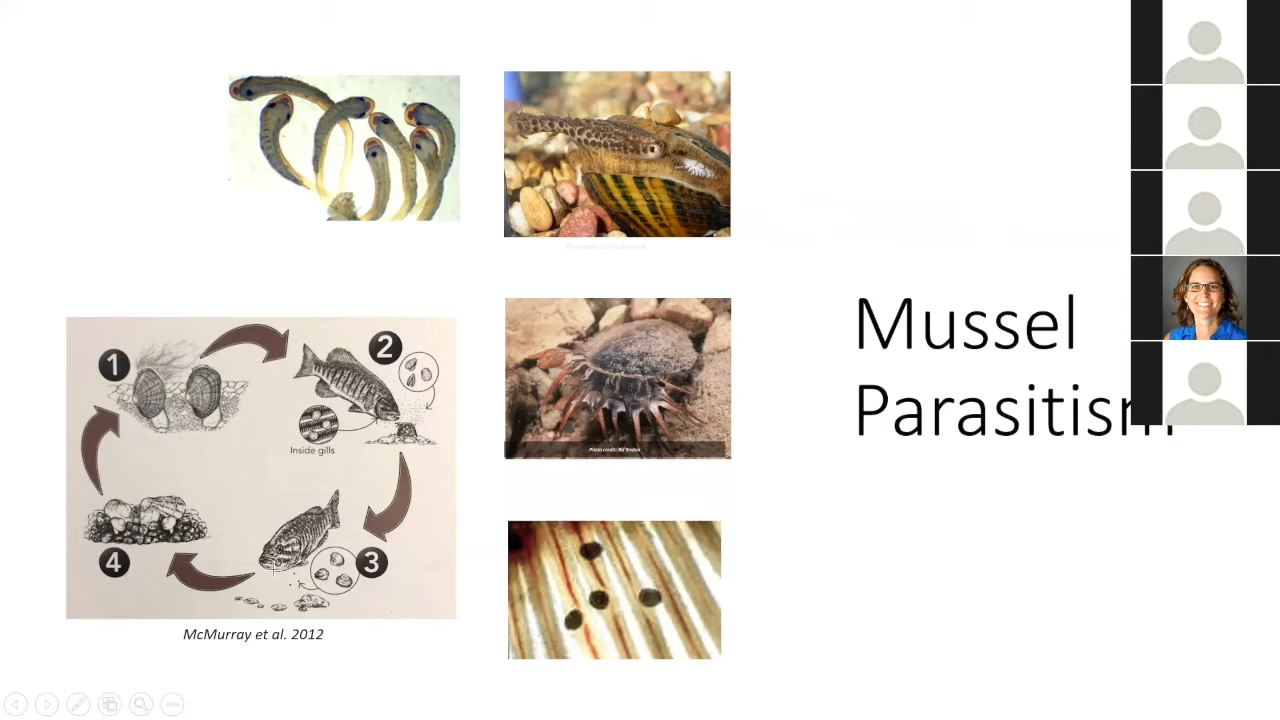 Mussel
Parasitism
1
2
Inside gills
3
4
McMurray et al. 2012